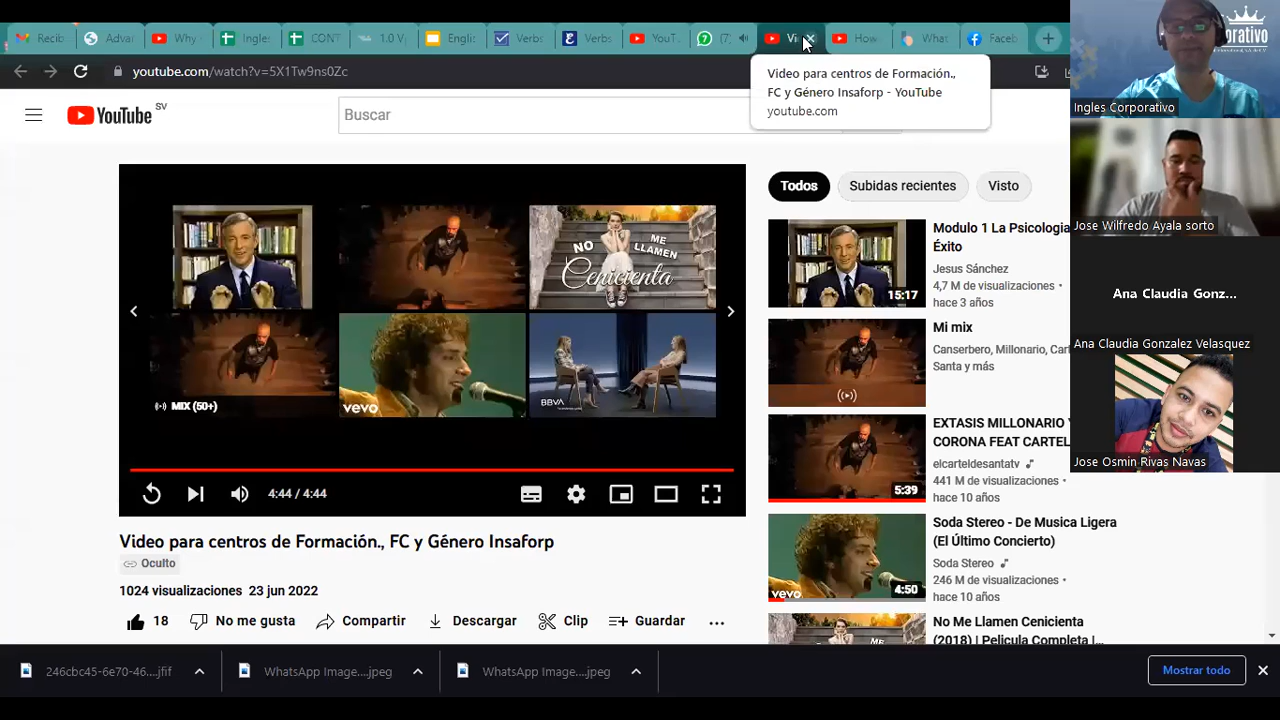 Recib
Advar
Why
Ingles
CONT
1.0 V
Englis
Verbs
Verbs
YouT
(7)
Vi
How
What
Faceb
youtube.com/watch?v=5X1Tw9ns0Zc
Video para centros de Formación.,
FC y Género Insaforp - YouTube
youtube.com
YouTube SV
Buscar
Todos
Subidas recientes
Visto
NO
ME
LLAMEN
Cenicienta
MIX (50+)
vevo
BBVA
4:44 / 4:44
Video para centros de Formación., FC y Género Insaforp
Oculto
1024 visualizaciones 23 jun 2022
18
No me gusta
Compartir
Descargar
Clip
Guardar
...
15:17
Modulo 1 La Psicologia
Éxito
Jesus Sánchez
4,7 M de visualizaciones •
hace 3 años
Mi mix
Canserbero, Millonario, Cart
Santa y más
5:39
EXTASIS MILLONARIO Y
CORONA FEAT CARTEL
elcarteldesantatv
441 M de visualizaciones •
hace 10 años
vevo
4:50
Soda Stereo - De Musica Ligera
(El Último Concierto)
Soda Stereo
246 M de visualizaciones •
hace 10 años
No Me Llamen Cenicienta
(2018) | Pelicula Completa |...
orativo
Ingles Corporativo
Jose Wilfredo Ayala sorto
Ana Claudia Gonz...
Ana Claudia Gonzalez Velasquez
Jose Osmin Rivas Navas
246cbc45-6e70-46....jfif
WhatsApp Image....jpeg
WhatsApp Image....jpeg
Mostrar todo